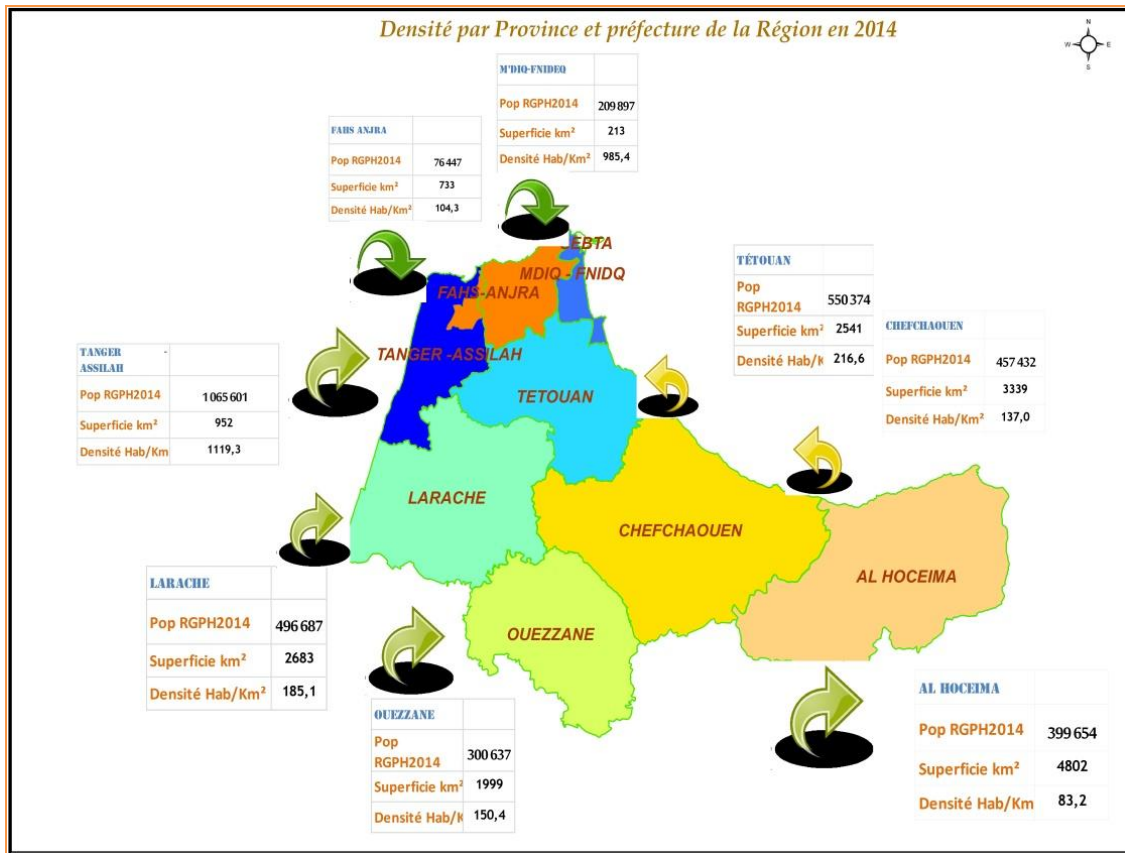 Densité par Province et préfecture de la Région en 2014
N
W E
S
M'DIQ-FNIDEQ
Pop RGPH2014 209 897
Superficie km² 213
Densité Hab/Km² 985,4
FAHS ANJRA
Pop RGPH2014 76 447
Superficie km² 733
Densité Hab/Km² 104,3
TÉTOUAN
Pop
RGPH2014 550 374
Superficie km² 2541
Densité Hab/K 216,6
CHEFCHAOUEN
Pop RGPH2014 457 432
Superficie km² 3339
Densité Hab/Km² 137,0
TANGER -
ASSILAH
Pop RGPH2014 1 065 601
Superficie km² 952
Densité Hab/Km 1119,3
EBTA
MDIQ - FNIDQ
FAHS-ANJRA
TANGER -ASSILAH
TETOUAN
LARACHE
CHEFCHAOUEN
AL HOCEIMA
OUEZZANE
LARACHE
Pop RGPH2014 496 687
Superficie km² 2683
Densité Hab/Km² 185,1
OUEZZANE
Pop
RGPH2014 300 637
Superficie km² 1999
Densité Hab/K 150,4
AL HOCEIMA
Pop RGPH2014 399 654
Superficie km² 4802
Densité Hab/Km 83,2